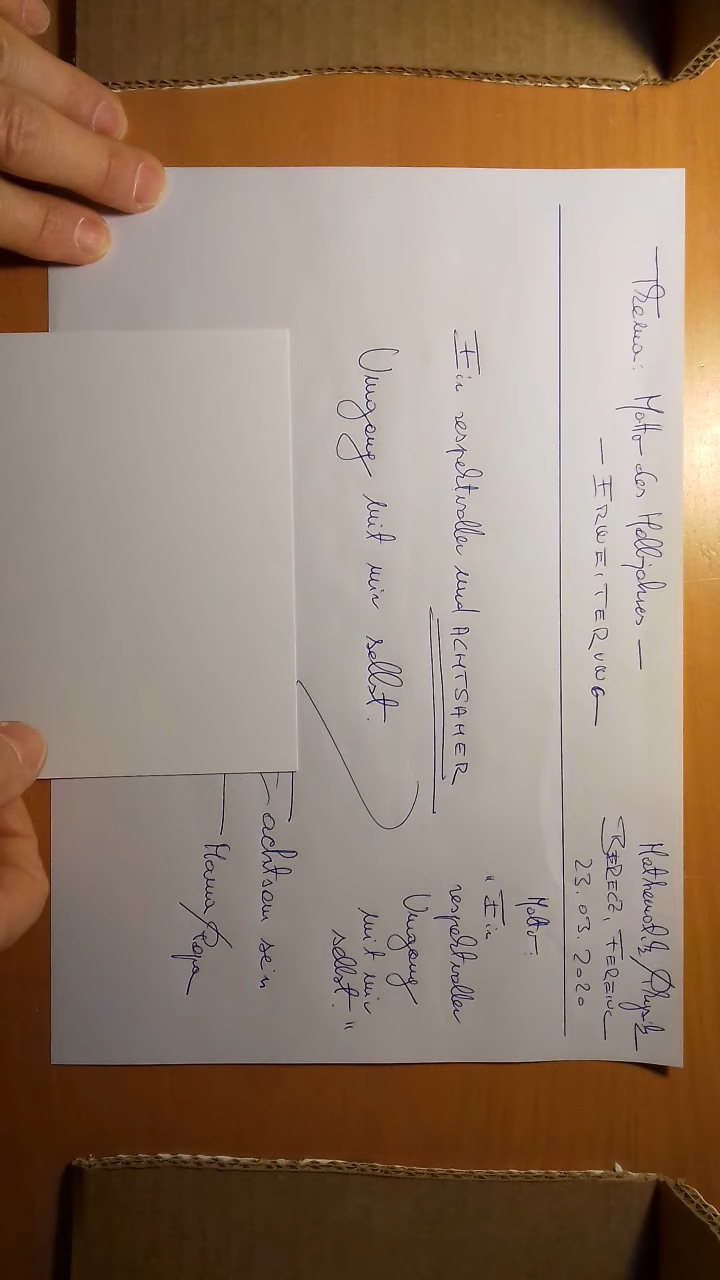 — Thema: Motto des Halbjahres —
— ERWEITERUNG —
Mathematik/Physik
BERECZ, FERENC
23.03.2020
Ein respektvoller und ACHTSAMER
Umgang mit mir selbst.
Motto:
"Ein
respektvoller
Umgang
mit mir
selbst."
achtsam sein
Mama/Papa